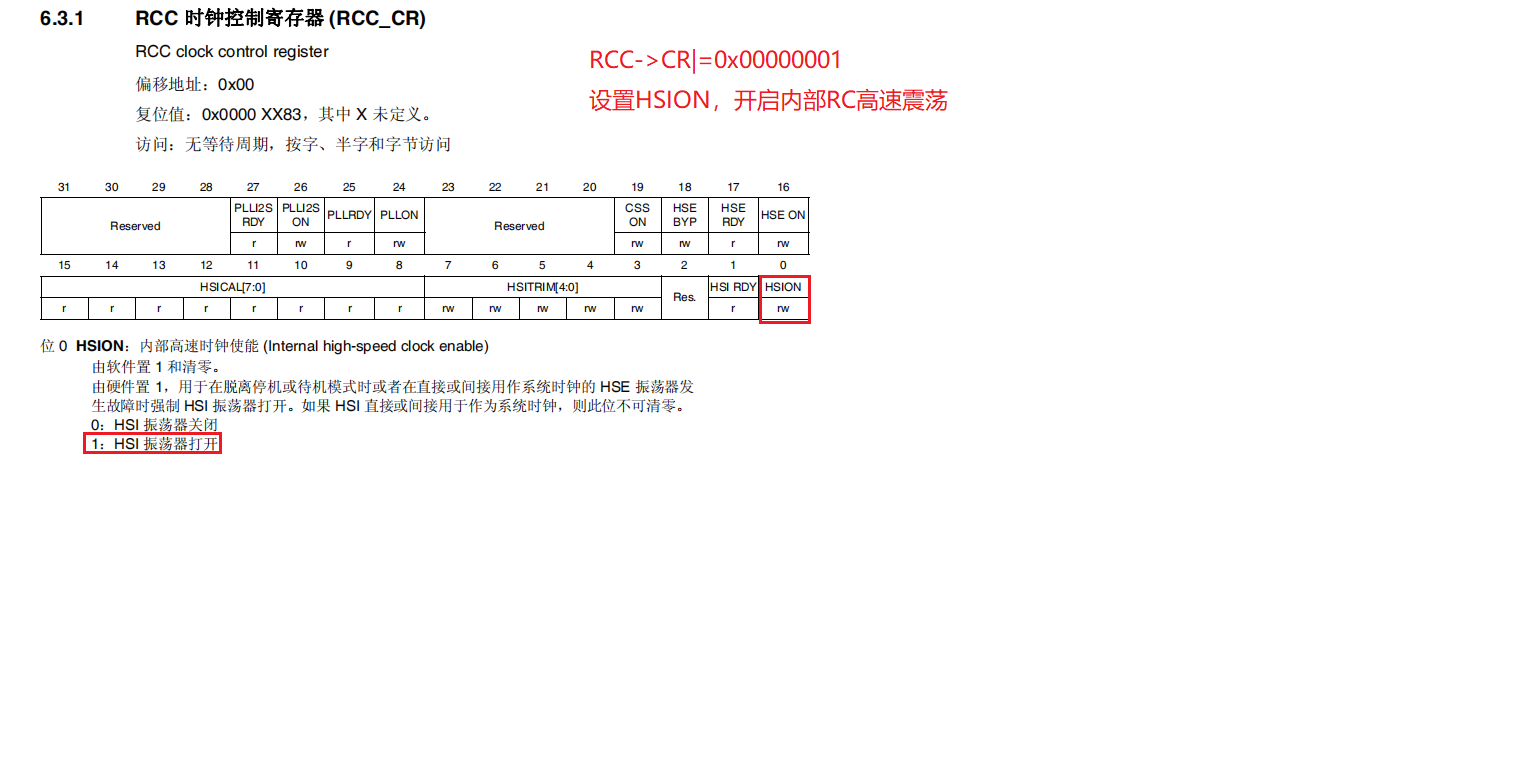 6.3.1 RCC 时钟控制寄存器 (RCC_CR)
RCC clock control register
RCC->CR|=0x00000001
偏移地址：0x00
设置HSION，开启内部RC高速震荡
复位值：0x0000 XX83，其中 X 未定义。
访问：无等待周期，按字、半字和字节访问
31 30 29 28 27 26 25 24 23 22 21 20 19 18 17 16
Reserved PLLI2S RDY PLLI2S ON PLLRDY PLLON Reserved CSS ON HSE BYP HSE RDY HSE ON
r rw r rw rw rw r rw
15 14 13 12 11 10 9 8 7 6 5 4 3 2 1 0
HSICAL[7:0] HSITRIM[4:0] Res. HSI RDY HSION
r r r r r r r r rw rw rw rw rw r rw
位 0 HSION：内部高速时钟使能 (Internal high-speed clock enable)
由软件置 1 和清零。
由硬件置 1，用于在脱离停机或待机模式时或者在直接或间接用作系统时钟的 HSE 振荡器发
生故障时强制 HSI 振荡器打开。如果 HSI 直接或间接用于作为系统时钟，则此位不可清零。
0：HSI 振荡器关闭
1：HSI 振荡器打开